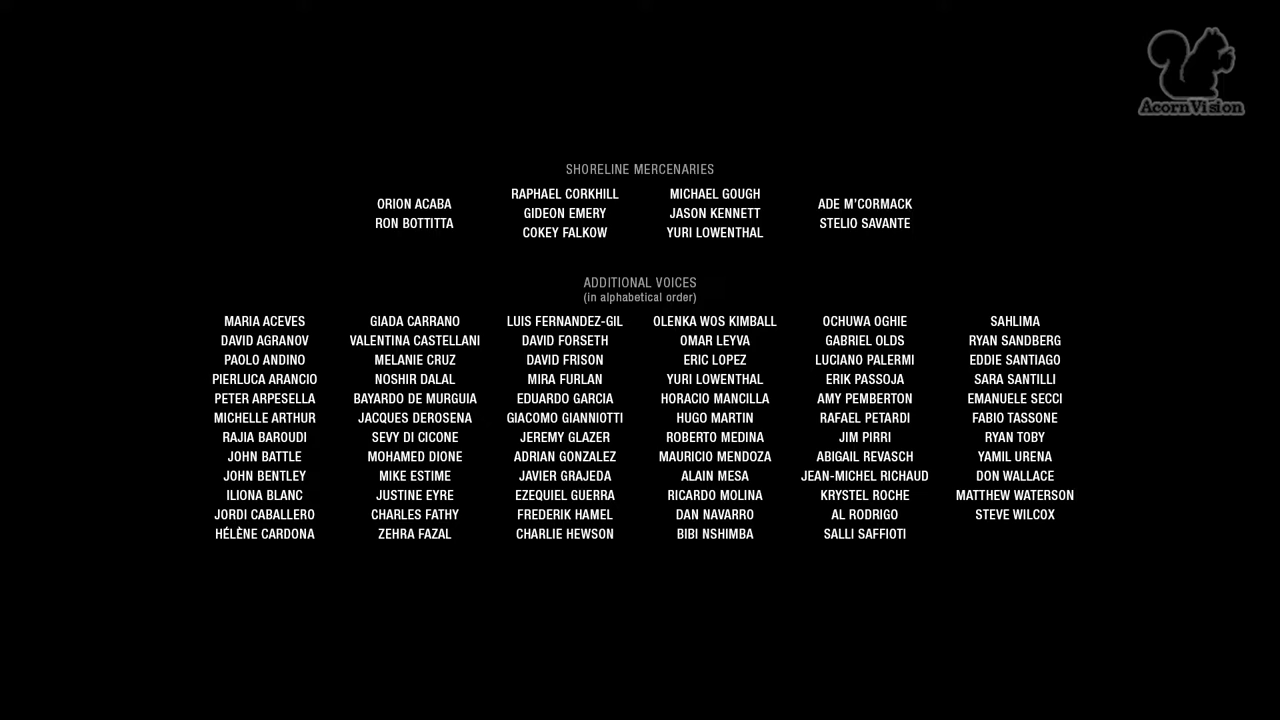 AcornVision
SHORELINE MERCENARIES
ORION ACABA
RON BOTTITTA
RAPHAEL CORKHILL
GIDEON EMERY
COKEY FALKOW
MICHAEL GOUGH
JASON KENNETT
YURI LOWENTHAL
ADE M'CORMACK
STELIO SAVANTE
ADDITIONAL VOICES
(in alphabetical order)
MARIA ACEVES
DAVID AGRANOV
PAOLO ANDINO
PIERLUCA ARANCIO
PETER ARPESELLA
MICHELLE ARTHUR
RAJIA BAROUDI
JOHN BATTLE
JOHN BENTLEY
ILIONA BLANC
JORDI CABALLERO
HÉLÈNE CARDONA
GIADA CARRANO
VALENTINA CASTELLANI
MELANIE CRUZ
NOSHIR DALAL
BAYARDO DE MURGUIA
JACQUES DEROSENA
SEVY DI CICONE
MOHAMED DIONE
MIKE ESTIME
JUSTINE EYRE
CHARLES FATHY
ZEHRA FAZAL
LUIS FERNANDEZ-GIL
DAVID FORSETH
DAVID FRISON
MIRA FURLAN
EDUARDO GARCIA
GIACOMO GIANNIOTTI
JEREMY GLAZER
ADRIAN GONZALEZ
JAVIER GRAJEDA
EZEQUIEL GUERRA
FREDERIK HAMEL
CHARLIE HEWSON
OLENKA WOS KIMBALL
OMAR LEYVA
ERIC LOPEZ
YURI LOWENTHAL
HORACIO MANCILLA
HUGO MARTIN
ROBERTO MEDINA
MAURICIO MENDOZA
ALAIN MESA
RICARDO MOLINA
DAN NAVARRO
BIBI NSHIMBA
OCHUWA OGHIE
GABRIEL OLDS
LUCIANO PALERMI
ERIK PASSOJA
AMY PEMBERTON
RAFAEL PETARDI
JIM PIRRI
ABIGAIL REVASCH
JEAN-MICHEL RICHAUD
KRYSTEL ROCHE
AL RODRIGO
SALLI SAFFIOTI
SAHLIMA
RYAN SANDBERG
EDDIE SANTIAGO
SARA SANTILLI
EMANUELE SECCI
FABIO TASSONE
RYAN TOBY
YAMIL URENA
DON WALLACE
MATTHEW WATERSON
STEVE WILCOX